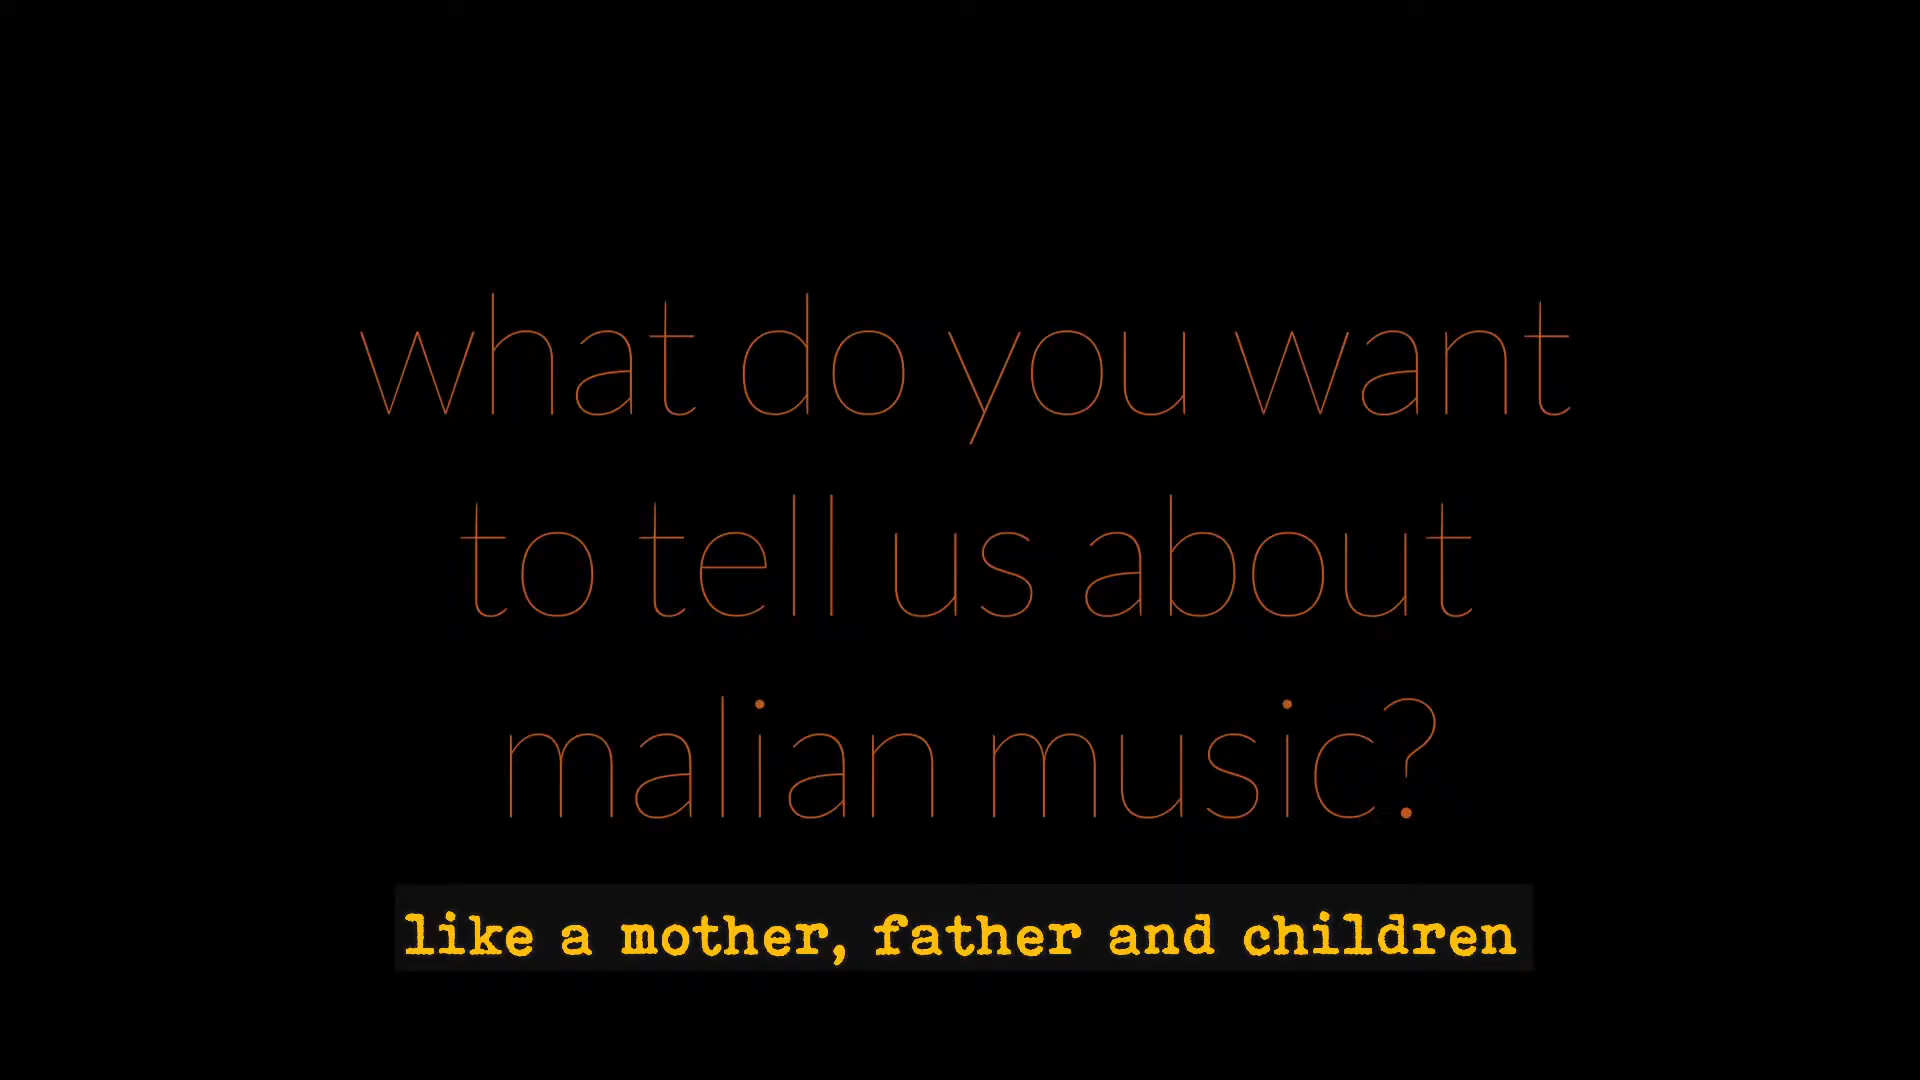 what do you want
to tell us about
malian music?
like a mother, father and children